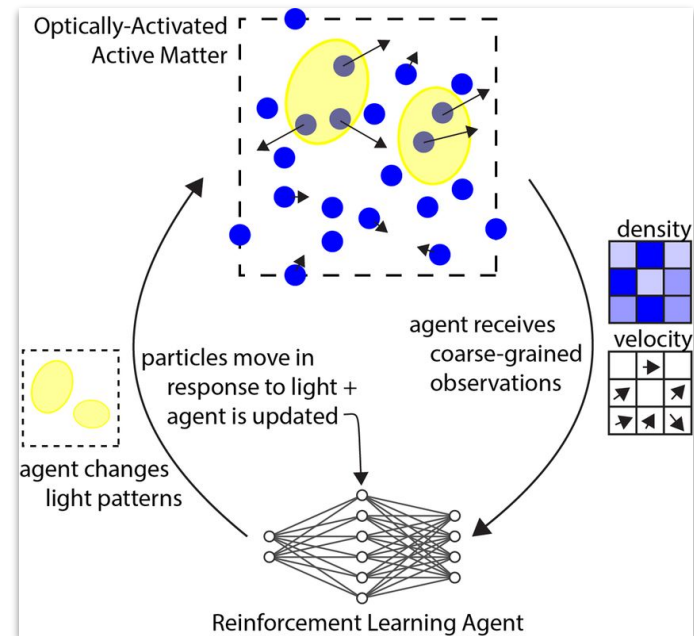 Optically-Activated
Active Matter
density
velocity
agent receives
coarse-grained
observations
particles move in
response to light +
agent is updated
agent changes
light patterns
Reinforcement Learning Agent